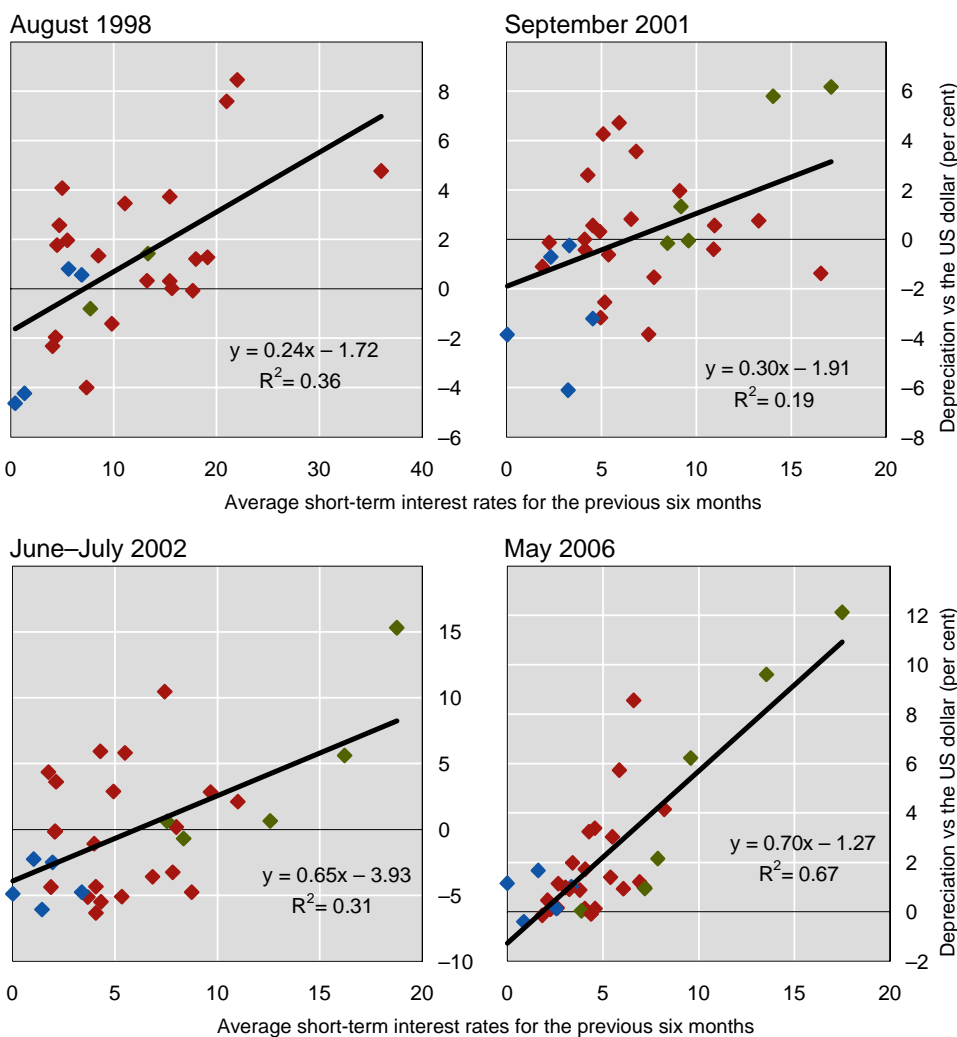 August 1998
8
6
4
2
0
–2
–4
–6
y = 0.24x – 1.72
R2= 0.36
0 10 20 30 40
September 2001
6
4
2
0
–2
–4
–6
–8
y = 0.30x – 1.91
R2= 0.19
0 5 10 15 20
Depreciation vs the US dollar (per cent)
Average short-term interest rates for the previous six months
June–July 2002
15
10
5
0
–5
–10
y = 0.65x – 3.93
R2= 0.31
0 5 10 15 20
May 2006
12
10
8
6
4
2
0
–2
y = 0.70x – 1.27
R2= 0.67
0 5 10 15 20
Depreciation vs the US dollar (per cent)
Average short-term interest rates for the previous six months